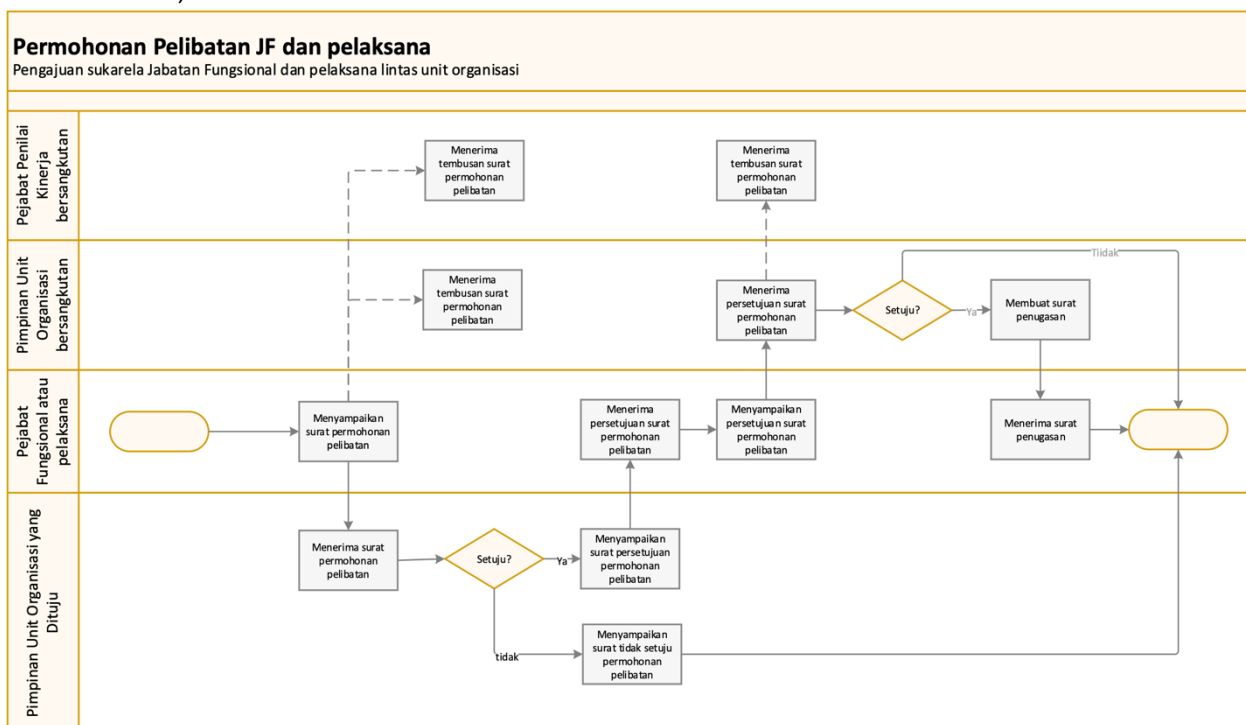 Permohonan Pelibatan JF dan pelaksana
Pengajuan sukarela Jabatan Fungsional dan pelaksana lintas unit organisasi
Pejabat Penilai
Kinerja
bersangkutan
Menerima
tembusan surat
permohonan
pelibatan
Menerima
tembusan surat
permohonan
pelibatan
Pimpinan Unit
Organisasi
bersangkutan
Menerima
tembusan surat
permohonan
pelibatan
Menerima
persetujuan surat
permohonan
pelibatan
Setuju?
Ya
Tiidak
Membuat surat
penugasan
Pejabat
Fungsional atau
pelaksana
Menyampaikan
surat permohonan
pelibatan
Menerima
persetujuan surat
permohonan
pelibatan
Menyampaikan
persetujuan surat
permohonan
pelibatan
Menerima surat
penugasan
Pimpinan Unit Organisasi yang
Dituju
Menerima surat
permohonan
pelibatan
Setuju?
Ya
Menyampaikan
surat persetujuan
permohonan
pelibatan
tidak
Menyampaikan
surat tidak setuju
permohonan
pelibatan